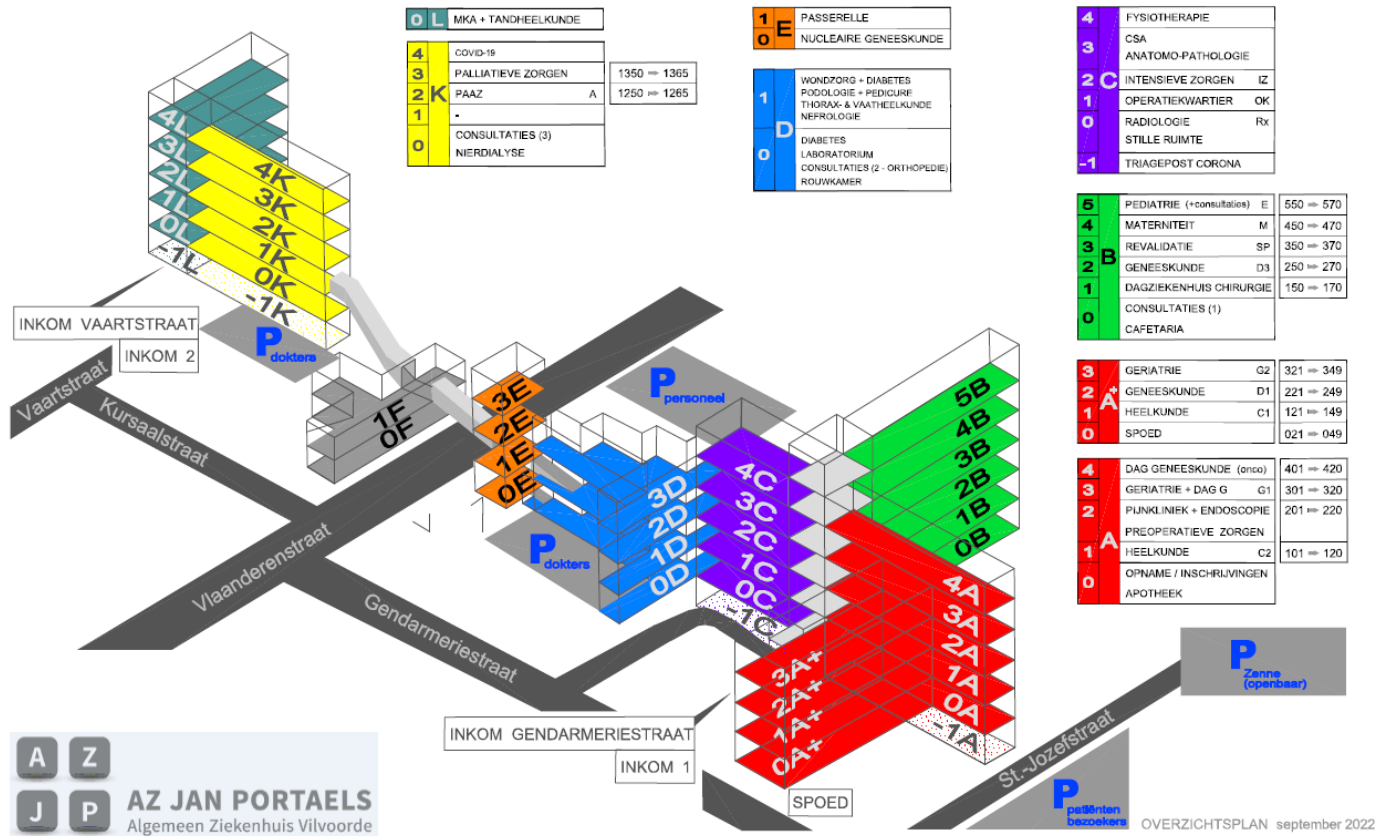 0 L MKA + TANDHEELKUNDE
K
4 COVID-19
3 PALLIATIEVE ZORGEN 1350 ⇒ 1365
2 PAAZ A 1250 ⇒ 1265
1 -
0 CONSULTATIES (3)
NIERDIALYSE
E
1 PASSERELLE
0 NUCLEAIRE GENEESKUNDE
D
1 WONDZORG + DIABETES
PODOLOGIE + PEDICURE
THORAX- & VAATHEELKUNDE
NEFROLOGIE
0 DIABETES
LABORATORIUM
CONSULTATIES (2 - ORTHOPEDIE)
ROUWKAMER
C
4 FYSIOTHERAPIE
3 CSA
ANATOMO-PATHOLOGIE
2 INTENSIEVE ZORGEN IZ
1 OPERATIEKWARTIER OK
0 RADIOLOGIE Rx
STILLE RUIMTE
-1 TRIAGEPOST CORONA
B
5 PEDIATRIE (+consultaties) E 550 ⇒ 570
4 MATERNITEIT M 450 ⇒ 470
3 REVALIDATIE SP 350 ⇒ 370
2 GENEESKUNDE D3 250 ⇒ 270
1 DAGZIEKENHUIS CHIRURGIE 150 ⇒ 170
0 CONSULTATIES (1)
CAFETARIA
A+
3 GERIATRIE G2 321 ⇒ 349
2 GENEESKUNDE D1 221 ⇒ 249
1 HEELKUNDE C1 121 ⇒ 149
0 SPOED 021 ⇒ 049
A
4 DAG GENEESKUNDE (onco) 401 ⇒ 420
3 GERIATRIE + DAG G G1 301 ⇒ 320
2 PIJNKLINIEK + ENDOSCOPIE 201 ⇒ 220
PREOPERATIEVE ZORGEN
1 HEELKUNDE C2 101 ⇒ 120
0 OPNAME / INSCHRIJVINGEN
APOTHEEK
4L
3L
2L
1L
0L
-1L
4K
3K
2K
1K
0K
-1K
INKOM VAARTSTRAAT
INKOM 2
P
dokters
Vaartstraat
Kursaalstraat
1F
0F
3E
2E
1E
0E
P
personeel
P
dokters
3D
2D
1D
0D
4C
3C
2C
1C
0C
-1C
5B
4B
3B
2B
1B
0B
4A
3A
2A
1A
0A
-1A
3A+
2A+
1A+
0A+
Vlaanderenstraat
Gendarmeriestraat
INKOM GENDARMERIESTRAAT
INKOM 1
SPOED
St.-Jozefstraat
P
Zenne
(openbaar)
P
patiënten
bezoekers
A Z
J P
AZ JAN PORTAELS
Algemeen Ziekenhuis Vilvoorde
OVERZICHTSPLAN september 2022